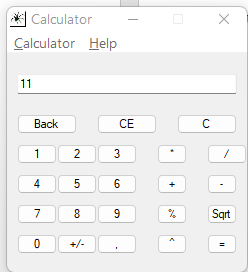 Calculator
Calculator Help
11
Back CE C
1 2 3 * /
4 5 6 + -
7 8 9 % Sqrt
0 +/- , ^ =